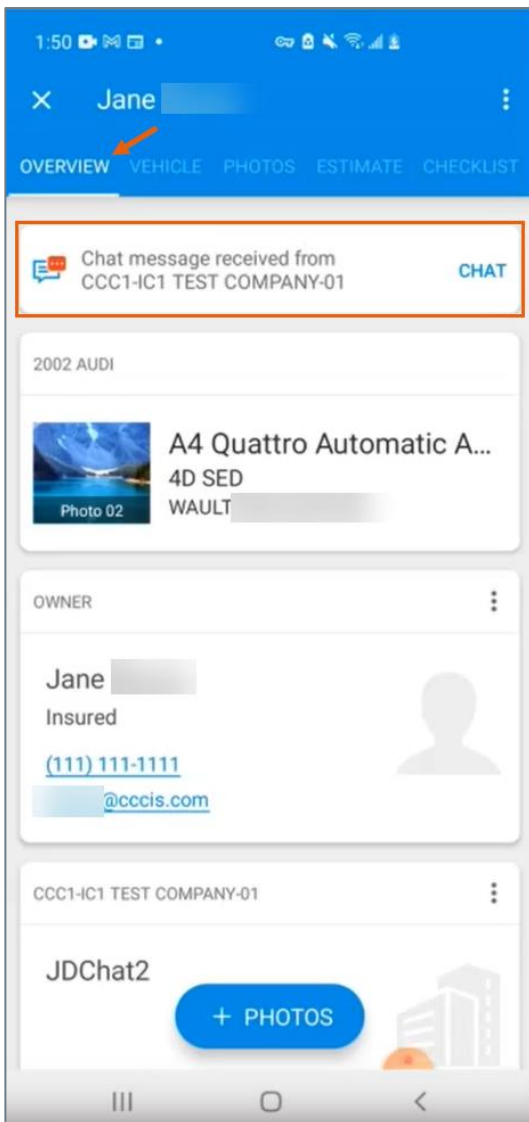 1:50
Jane
OVERVIEW VEHICLE PHOTOS ESTIMATE CHECKLIST
Chat message received from
CCC1-IC1 TEST COMPANY-01
CHAT
2002 AUDI
A4 Quattro Automatic A...
4D SED
WAULT
Photo 02
OWNER
Jane
Insured
(111) 111-1111
@cccis.com
CCC1-IC1 TEST COMPANY-01
JDChat2
+ PHOTOS